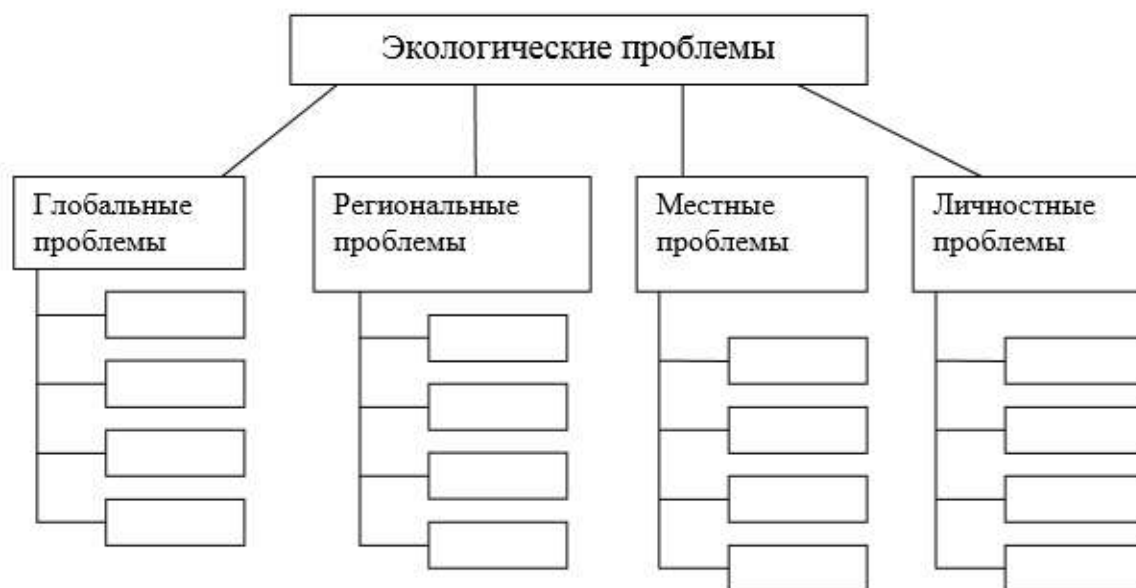 Экологические проблемы
Глобальные
проблемы
Региональные
проблемы
Местные
проблемы
Личностные
проблемы